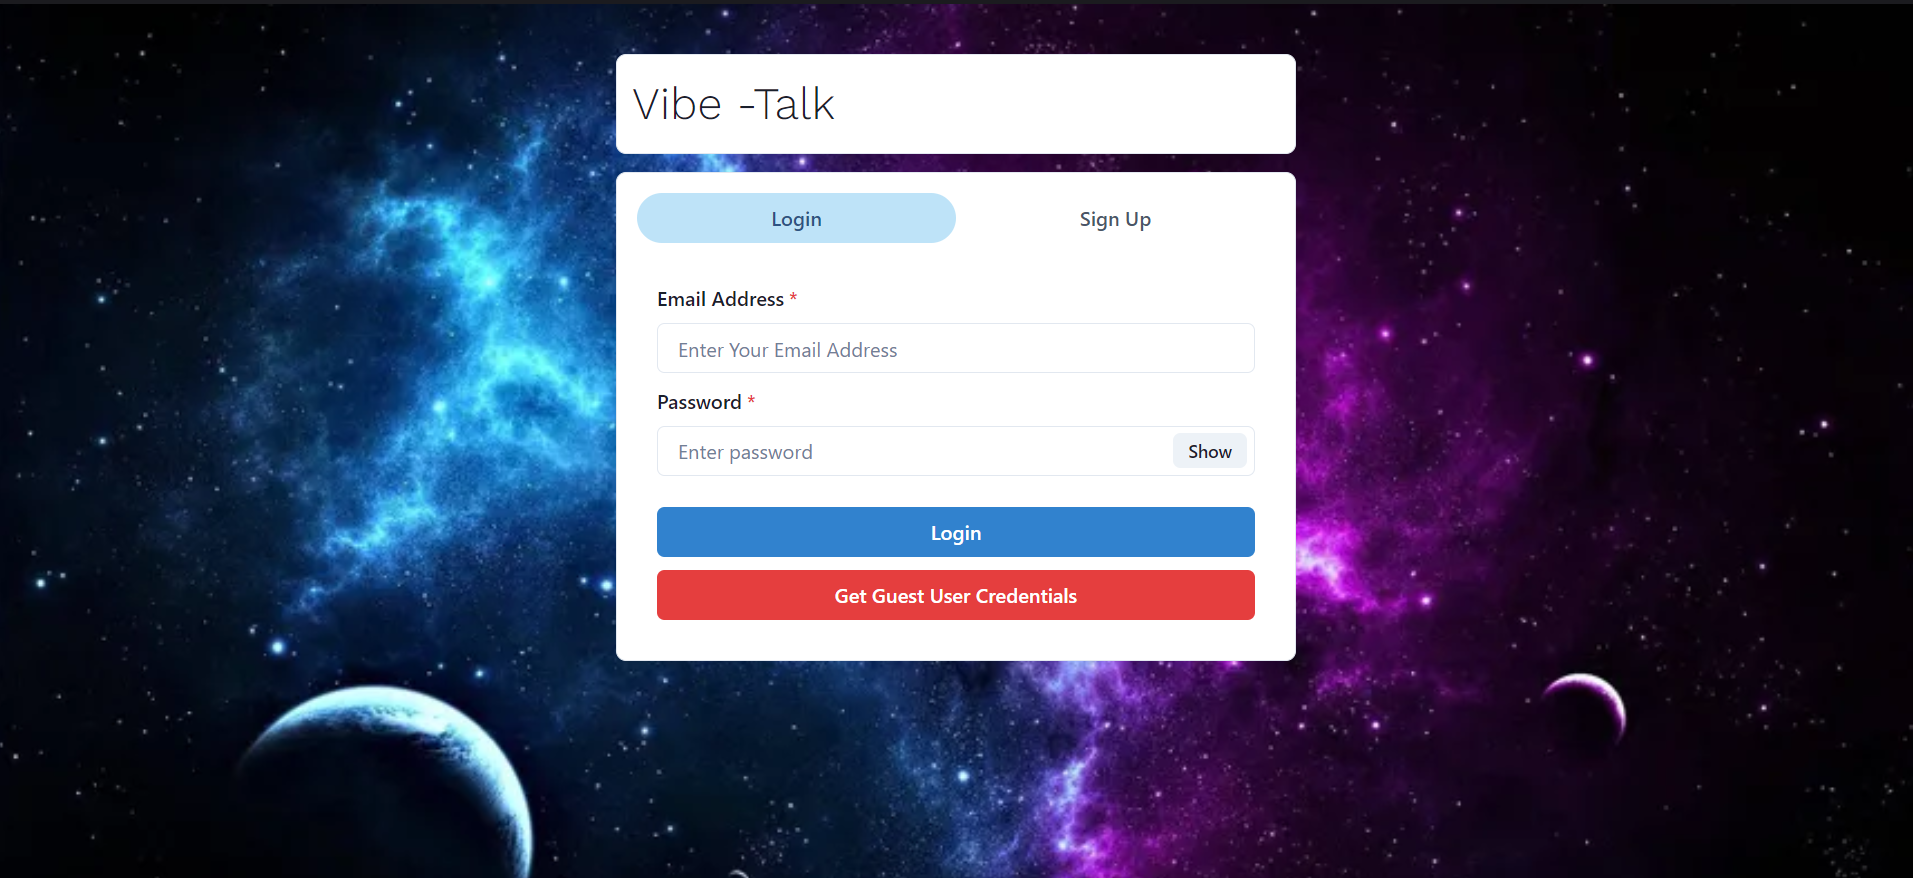 Vibe -Talk
Login
Sign Up
Email Address *
Enter Your Email Address
Password *
Enter password
Show
Login
Get Guest User Credentials